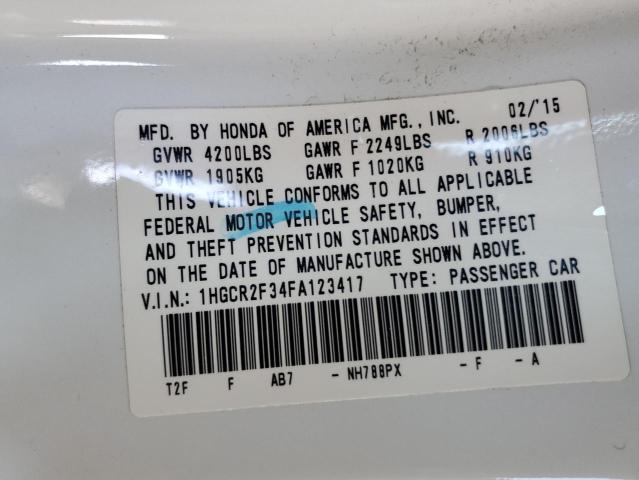 MFD. BY HONDA OF AMERICA MFG., INC. 02/'15
GVWR 4200LBS GAWR F 2249LBS R 2006LBS
GVWR 1905KG GAWR F 1020KG R 910KG
THIS VEHICLE CONFORMS TO ALL APPLICABLE
FEDERAL MOTOR VEHICLE SAFETY, BUMPER,
AND THEFT PREVENTION STANDARDS IN EFFECT
ON THE DATE OF MANUFACTURE SHOWN ABOVE.
V.I.N.: 1HGCR2F34FA123417 TYPE: PASSENGER CAR
T2F F AB7 - NH788PX - F - A